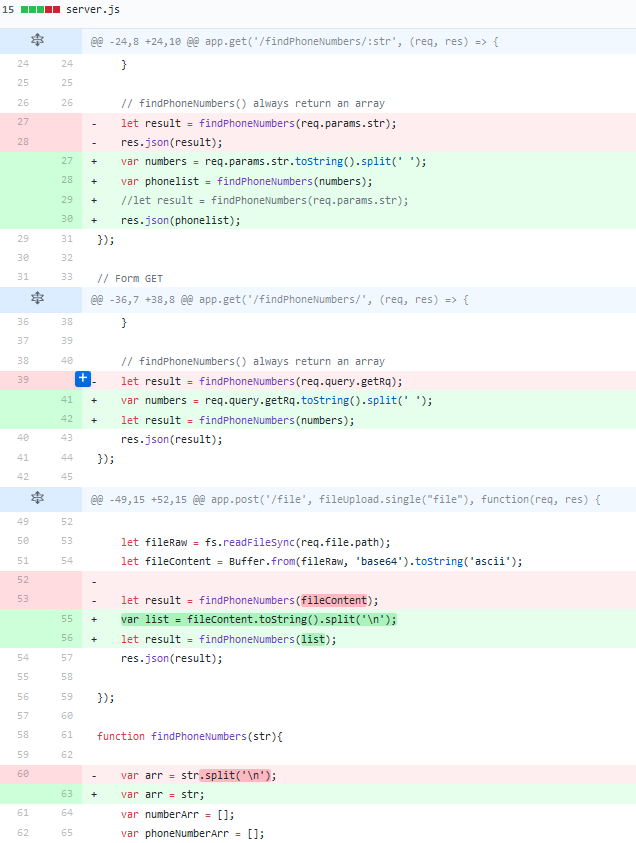 15 server.js
@@ -24,8 +24,10 @@ app.get('/findPhoneNumbers/:str', (req, res) => {
24 24 }
25 25
26 26 // findPhoneNumbers() always return an array
27 - let result = findPhoneNumbers(req.params.str);
28 - res.json(result);
27 + var numbers = req.params.str.toString().split(' ');
28 + var phonelist = findPhoneNumbers(numbers);
29 + //let result = findPhoneNumbers(req.params.str);
30 + res.json(phonelist);
29 31 });
30 32
31 33 // Form GET
@@ -36,7 +38,8 @@ app.get('/findPhoneNumbers/', (req, res) => {
36 38 }
37 39
38 40 // findPhoneNumbers() always return an array
39 + - let result = findPhoneNumbers(req.query.getRq);
41 + var numbers = req.query.getRq.toString().split(' ');
42 + let result = findPhoneNumbers(numbers);
40 43 res.json(result);
41 44 });
42 45
@@ -49,15 +52,15 @@ app.post('/file', fileUpload.single("file"), function(req, res) {
49 52
50 53 let fileRaw = fs.readFileSync(req.file.path);
51 54 let fileContent = Buffer.from(fileRaw, 'base64').toString('ascii');
52 -
53 - let result = findPhoneNumbers(fileContent);
55 + var list = fileContent.toString().split('\n');
56 + let result = findPhoneNumbers(list);
54 57 res.json(result);
55 58
56 59 });
57 60
58 61 function findPhoneNumbers(str){
59 62
60 - var arr = str.split('\n');
63 + var arr = str;
61 64 var numberArr = [];
62 65 var phoneNumberArr = [];